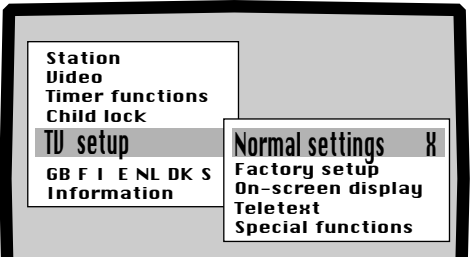 Station
Video
Timer functions
Child lock
TV setup
GB F I E NL DK S
Information
Normal settings X
Factory setup
On-screen display
Teletext
Special functions